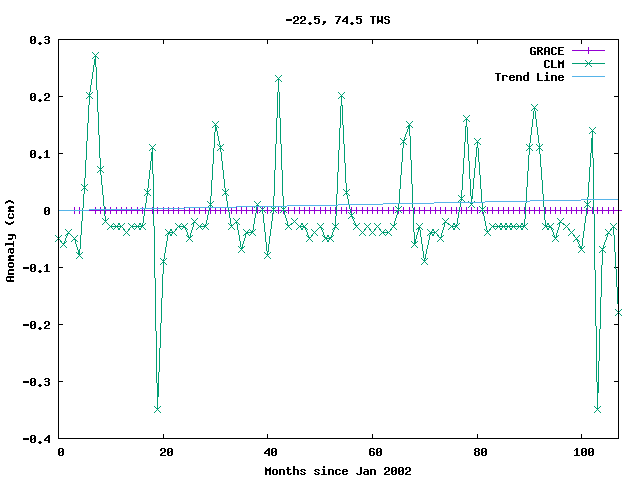 -22.5, 74.5 TWS
GRACE
CLM
Trend Line
0.3
0.2
0.1
0
-0.1
-0.2
-0.3
-0.4
Anomaly (cm)
0 20 40 60 80 100
Months since Jan 2002